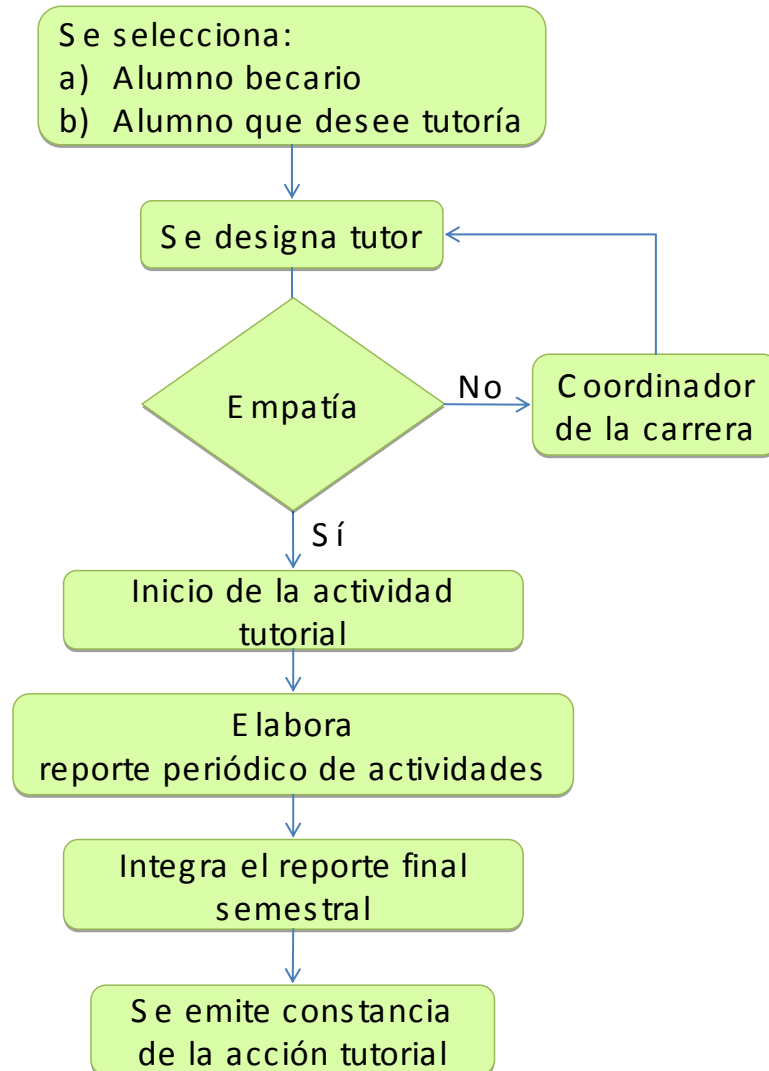 Se selecciona:
a) Alumno becario
b) Alumno que desee tutoría
Se designa tutor
Empatía
No
Coordinador
de la carrera
Sí
Inicio de la actividad
tutorial
Elabora
reporte periódico de actividades
Integra el reporte final
semestral
Se emite constancia
de la acción tutorial